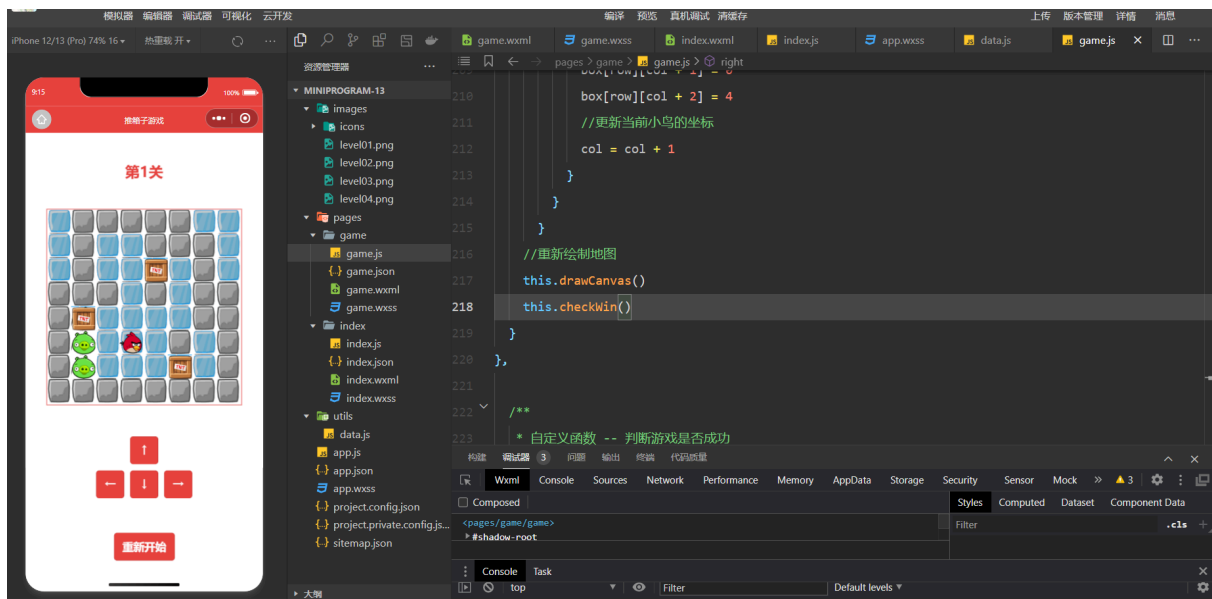 模拟器 编辑器 调试器 可视化 云开发 编译 预览 真机调试 清缓存 上传 版本管理 详情 消息
iPhone 12/13 (Pro) 74% 16 热重载 开
game.wxml game.wxss index.wxml index.js app.wxss data.js game.js
pages > game > game.js > right
9:15 100%
推箱子游戏
第1关
↑
← ↓ →
重新开始
资源管理器
MINIPROGRAM-13
images
icons
level01.png
level02.png
level03.png
level04.png
pages
game
game.js
game.json
game.wxml
game.wxss
index
index.js
index.json
index.wxml
index.wxss
utils
data.js
app.js
app.json
app.wxss
project.config.json
project.private.config.js...
sitemap.json
大纲
209 box[row][col + 1] = 6
210 box[row][col + 2] = 4
211 //更新当前小鸟的坐标
212 col = col + 1
213 }
214 }
215 }
216 //重新绘制地图
217 this.drawCanvas()
218 this.checkWin()
219 }
220 },
221
222 /**
223 * 自定义函数 -- 判断游戏是否成功
构建 调试器 3 问题 输出 终端 代码质量
Wxml Console Sources Network Performance Memory AppData Storage Security Sensor Mock » 3
Composed
Styles Computed Dataset Component Data
<pages/game/game>
Filter .cls +
#shadow-root
Console Task
top Filter Default levels